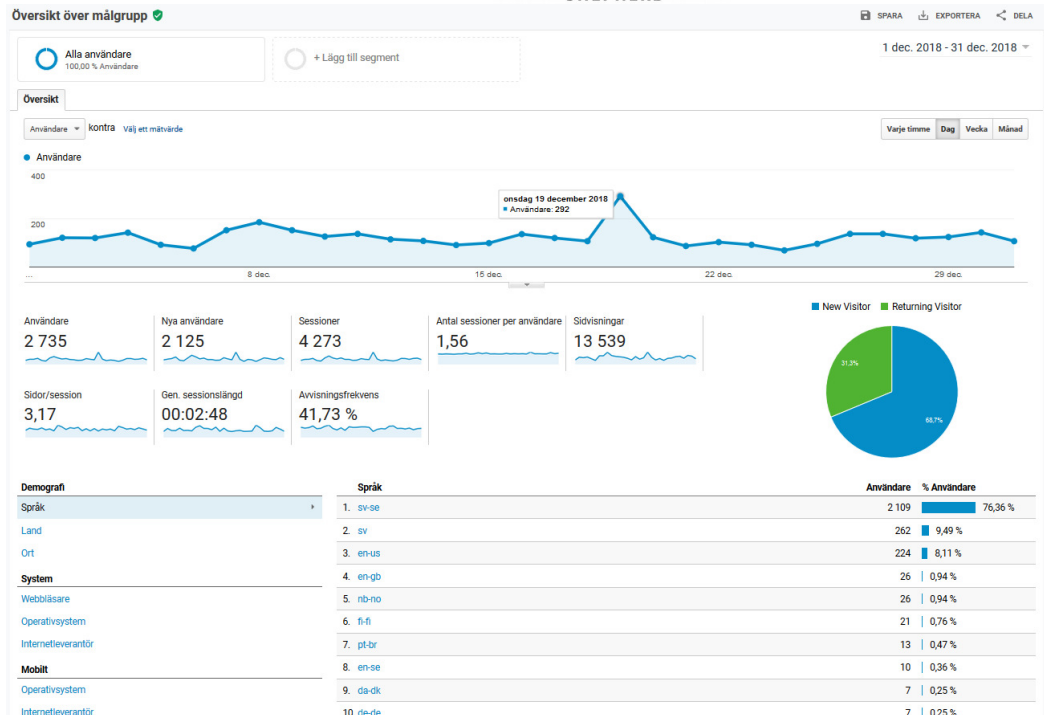 Översikt över målgrupp
SPARA EXPORTERA DELA
Alla användare
100,00 % Användare
+ Lägg till segment
1 dec. 2018 - 31 dec. 2018
Översikt
Användare kontra Välj ett mätvärde
Varje timme Dag Vecka Månad
Användare
400
onsdag 19 december 2018
Användare: 292
200
... 8 dec. 15 dec. 22 dec. 29 dec.
New Visitor Returning Visitor
Användare Nya användare Sessioner Antal sessioner per användare Sidvisningar
2 735 2 125 4 273 1,56 13 539
31,3%
68,7%
Sidor/session Gen. sessionslängd Avvisningsfrekvens
3,17 00:02:48 41,73 %
Demografi Språk Användare % Användare
Språk 1. sv-se 2 109 76,36 %
Land 2. sv 262 9,49 %
Ort 3. en-us 224 8,11 %
System 4. en-gb 26 0,94 %
Webbläsare 5. nb-no 26 0,94 %
Operativsystem 6. fi-fi 21 0,76 %
Internetleverantör 7. pt-br 13 0,47 %
Mobilt 8. en-se 10 0,36 %
Operativsystem 9. da-dk 7 0,25 %
Internetleverantör 10. de-de 7 0,25 %